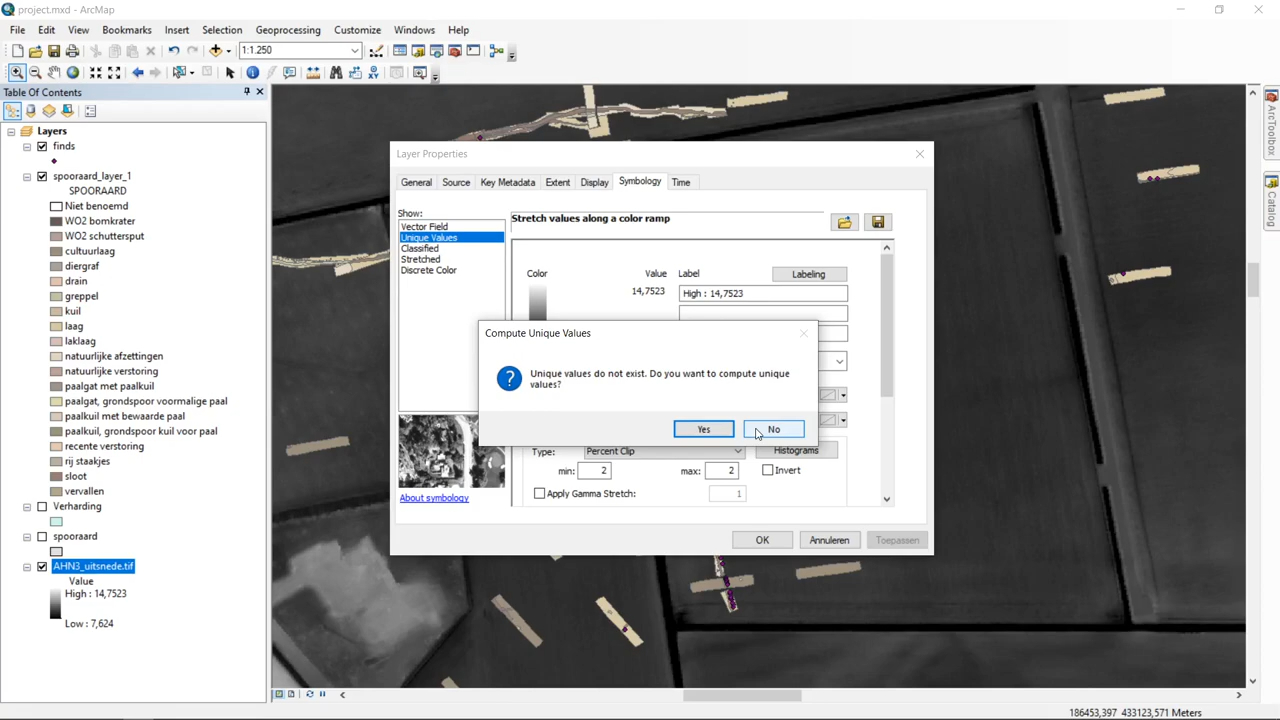 project.mxd - ArcMap
File Edit View Bookmarks Insert Selection Geoprocessing Customize Windows Help
1:1.250
Table Of Contents
Layers
finds
spooraard_layer_1
SPOORAARD
Niet benoemd
WO2 bomkrater
WO2 schuttersput
cultuurlaag
diergraf
drain
greppel
kuil
laag
laklaag
natuurlijke afzettingen
natuurlijke verstoring
paalgat met paalkuil
paalgat, grondspoor voormalige paal
paalkuil met bewaarde paal
paalkuil, grondspoor kuil voor paal
recente verstoring
rij staakjes
sloot
vervallen
Verharding
spooraard
AHN3_uitsnede.tif
Value
High : 14,7523
Low : 7,624
Layer Properties
General Source Key Metadata Extent Display Symbology Time
Show:
Vector Field
Unique Values
Classified
Stretched
Discrete Color
About symbology
Stretch values along a color ramp
Color Value Label Labeling
14,7523 High : 14,7523
Compute Unique Values
Unique values do not exist. Do you want to compute unique
values?
Yes No
Type: Percent Clip Histograms
min: 2 max: 2 Invert
Apply Gamma Stretch: 1
OK Annuleren Toepassen
ArcToolbox
Catalog
186453,397 433123,571 Meters